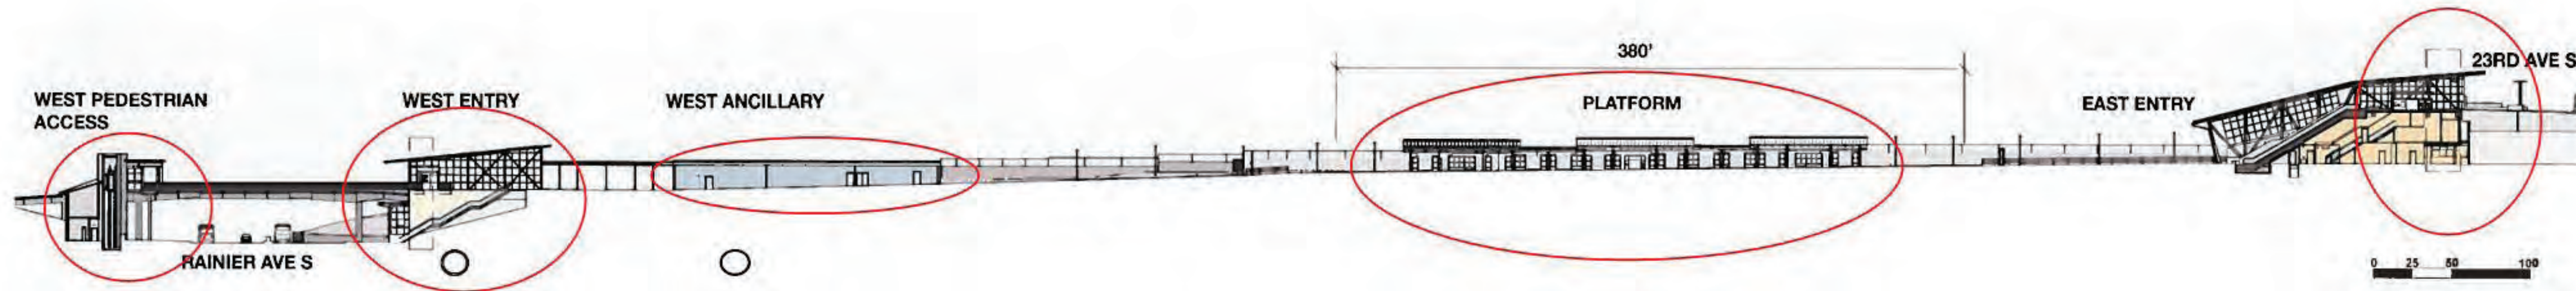 380'
23RD AVE S
WEST PEDESTRIAN
ACCESS
WEST ENTRY
WEST ANCILLARY
PLATFORM
EAST ENTRY
RAINIER AVE S
0 25 50 100